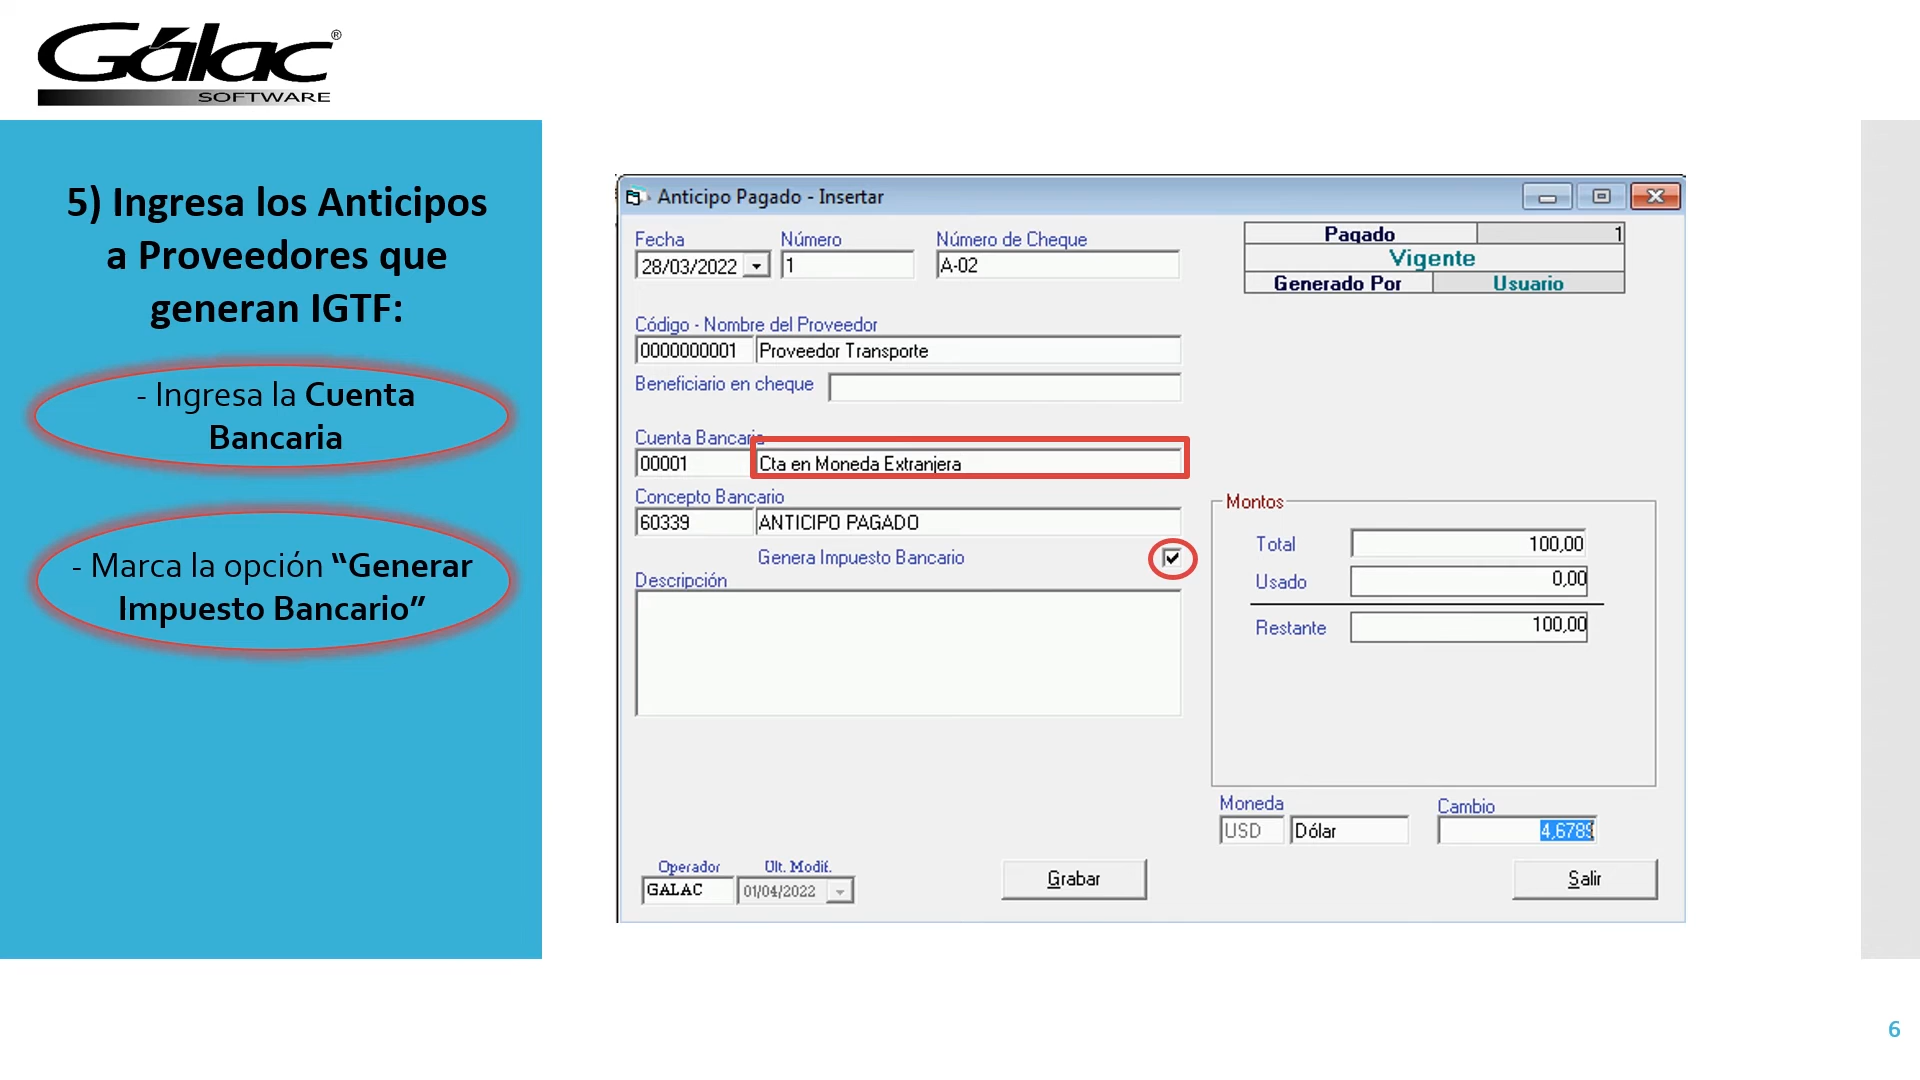 Gálac®
SOFTWARE
5) Ingresa los Anticipos
a Proveedores que
generan IGTF:
- Ingresa la Cuenta
Bancaria
- Marca la opción “Generar
Impuesto Bancario”
Anticipo Pagado - Insertar
Fecha
Número
Número de Cheque
28/03/2022
1
A-02
Pagado 1
Vigente
Generado Por Usuario
Código - Nombre del Proveedor
0000000001 Proveedor Transporte
Beneficiario en cheque
Cuenta Bancaria
00001 Cta en Moneda Extranjera
Concepto Bancario
60339 ANTICIPO PAGADO
Genera Impuesto Bancario
Descripción
Montos
Total 100,00
Usado 0,00
Restante 100,00
Moneda
Cambio
USD Dólar
4,6789
Operador
Ult. Modif.
GALAC
01/04/2022
Grabar
Salir
6